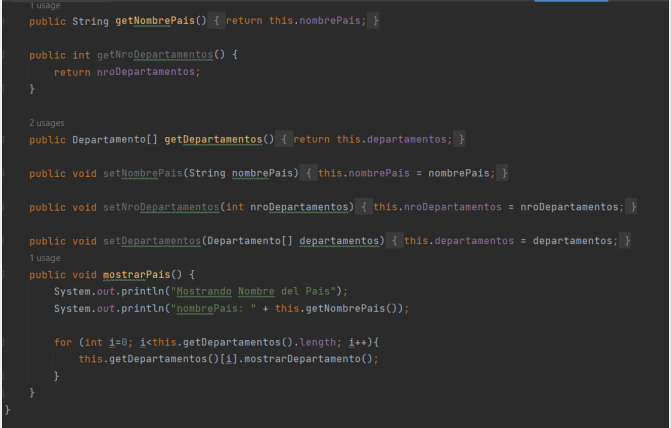 1 usage
public String getNombrePais() { return this.nombrePais; }
public int getNroDepartamentos() {
return nroDepartamentos;
}
2 usages
public Departamento[] getDepartamentos() { return this.departamentos; }
public void setNombrePais(String nombrePais) { this.nombrePais = nombrePais; }
public void setNroDepartamentos(int nroDepartamentos) { this.nroDepartamentos = nroDepartamentos; }
public void setDepartamentos(Departamento[] departamentos) { this.departamentos = departamentos; }
1 usage
public void mostrarPais() {
System.out.println("Mostrando Nombre del Pais");
System.out.println("nombrePais: " + this.getNombrePais());
for (int i=0; i<this.getDepartamentos().length; i++){
this.getDepartamentos()[i].mostrarDepartamento();
}
}
}